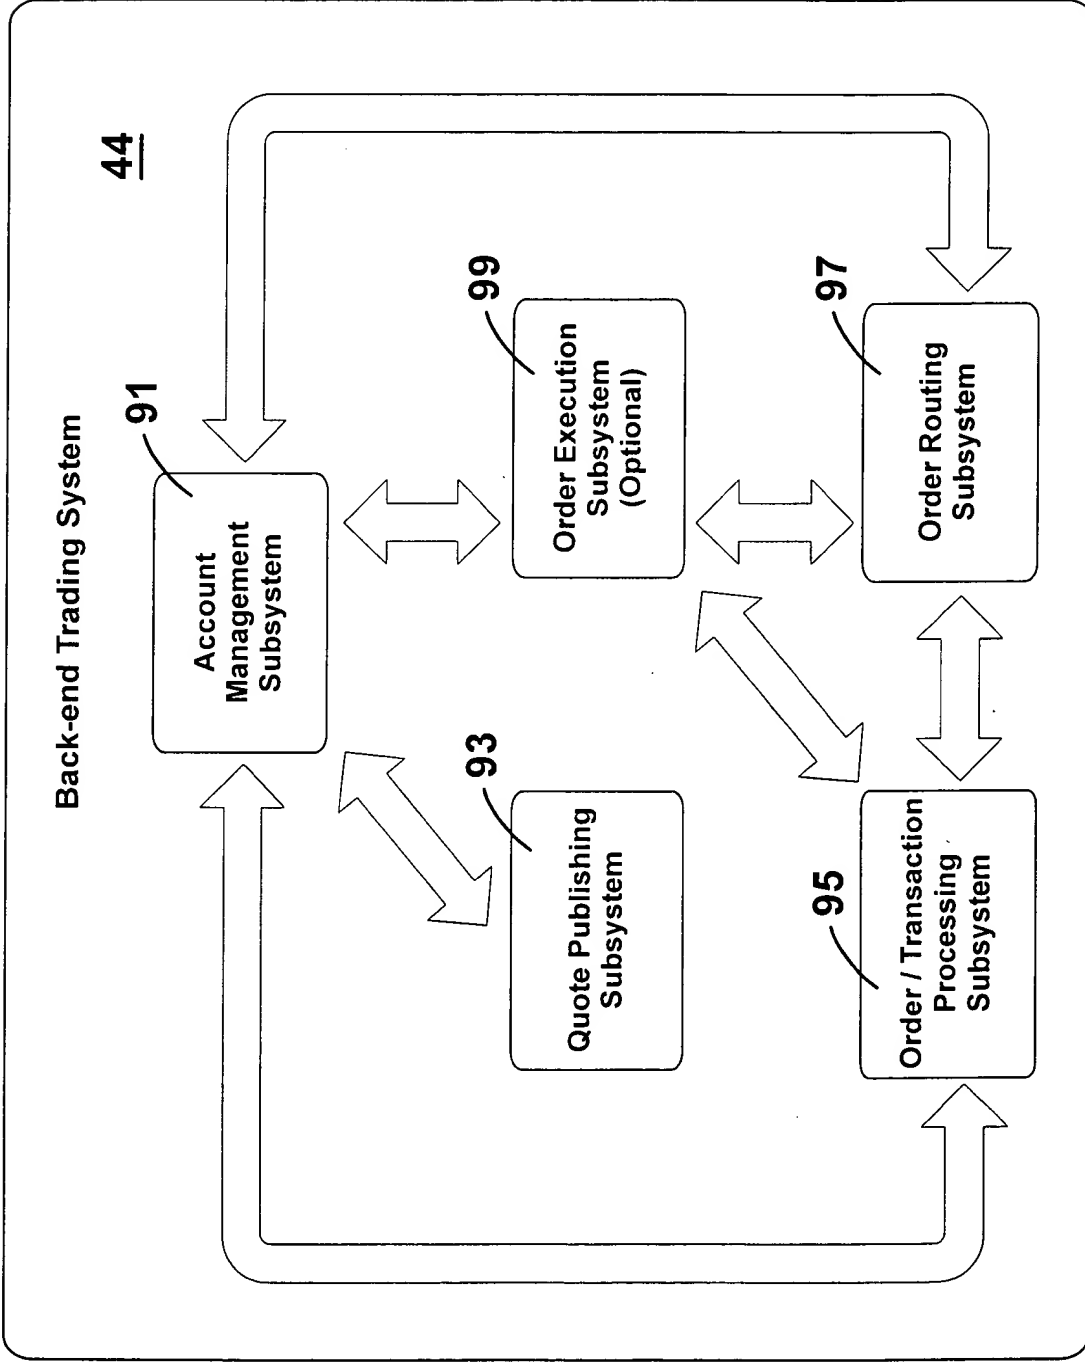 Back-end Trading System
44
91
Account
Management
Subsystem
93
Quote Publishing
Subsystem
99
Order Execution
Subsystem
(Optional)
95
Order / Transaction
Processing
Subsystem
97
Order Routing
Subsystem